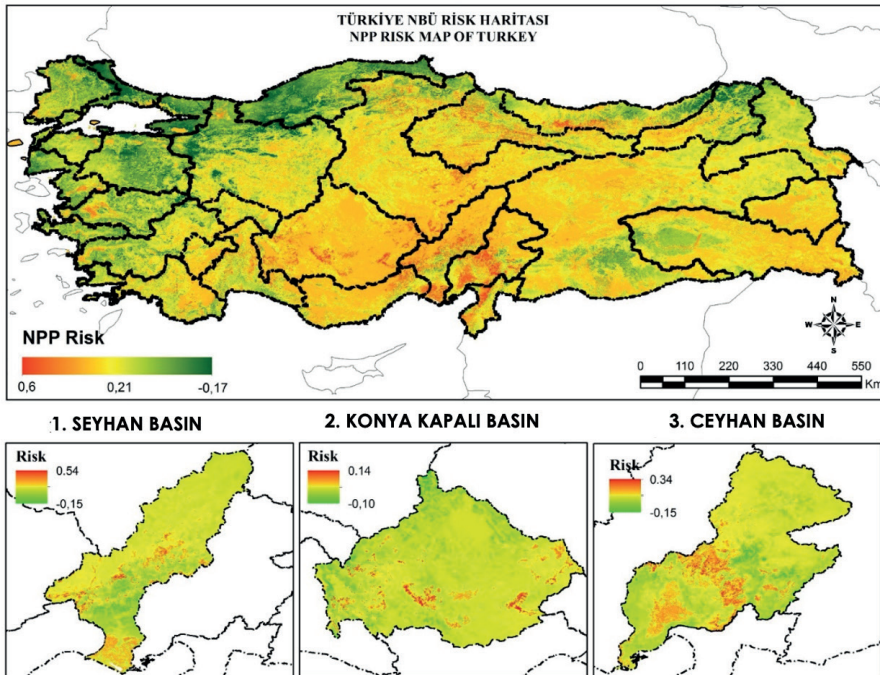 TÜRKİYE NBÜ RİSK HARİTASI
NPP RISK MAP OF TURKEY
N
W E
S
NPP Risk
0,6 0,21 -0,17
0 110 220 330 440 550
Km
1. SEYHAN BASIN
2. KONYA KAPALI BASIN
3. CEYHAN BASIN
Risk
0.54
-0,15
Risk
0.14
-0,10
Risk
0.34
-0,15